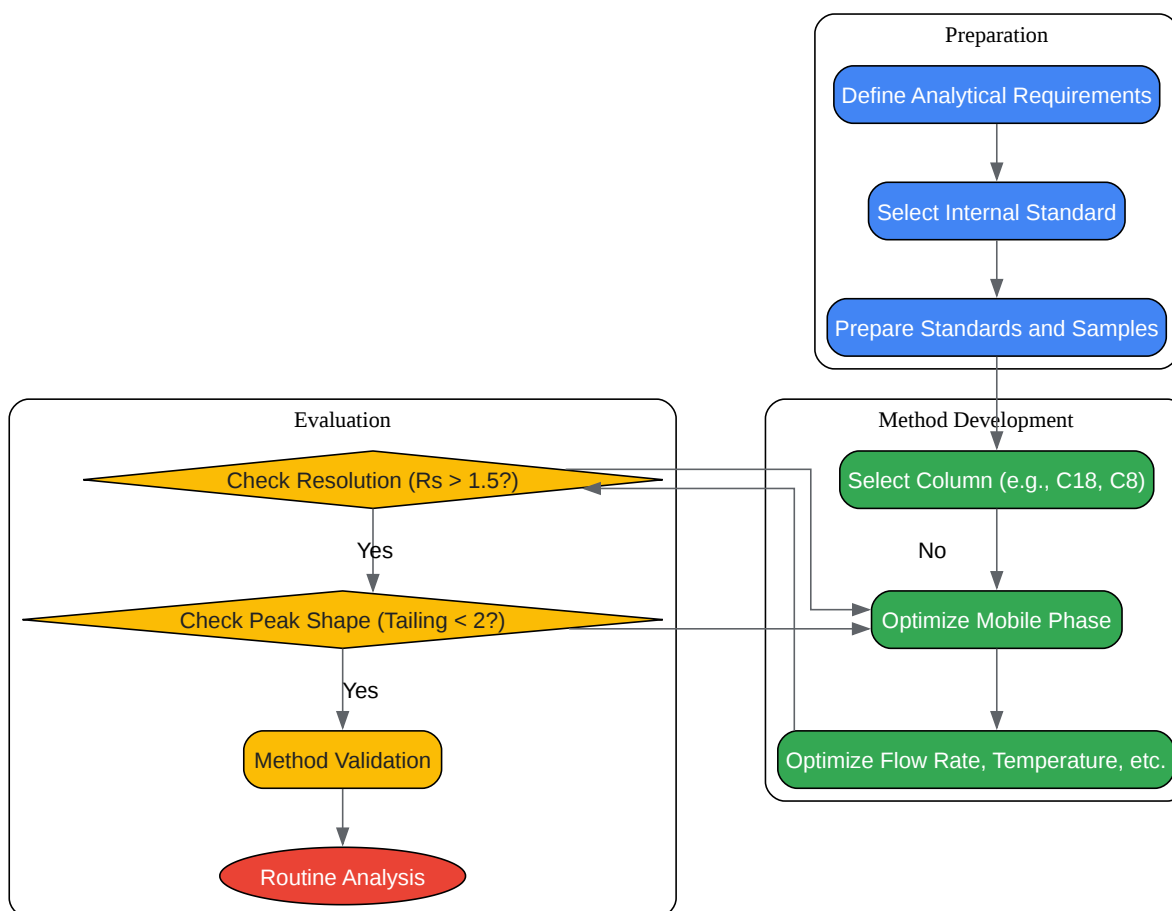 Preparation
Define Analytical Requirements
Select Internal Standard
Prepare Standards and Samples
Evaluation
Check Resolution (Rs > 1.5?)
Yes
Check Peak Shape (Tailing < 2?)
Yes
Method Validation
Routine Analysis
Method Development
Select Column (e.g., C18, C8)
No
Optimize Mobile Phase
Optimize Flow Rate, Temperature, etc.